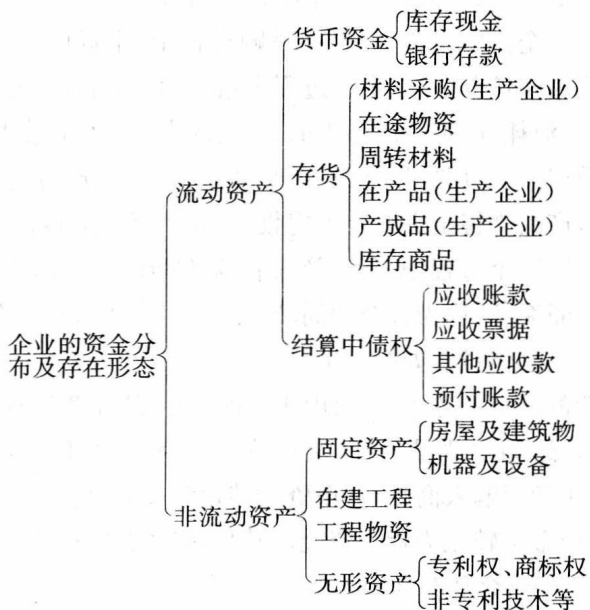 企业的资金分
布及存在形态
流动资产
货币资金
库存现金
银行存款
存货
材料采购(生产企业)
在途物资
周转材料
在产品(生产企业)
产成品(生产企业)
库存商品
结算中债权
应收账款
应收票据
其他应收款
预付账款
非流动资产
固定资产
房屋及建筑物
机器及设备
在建工程
工程物资
无形资产
专利权、商标权
非专利技术等